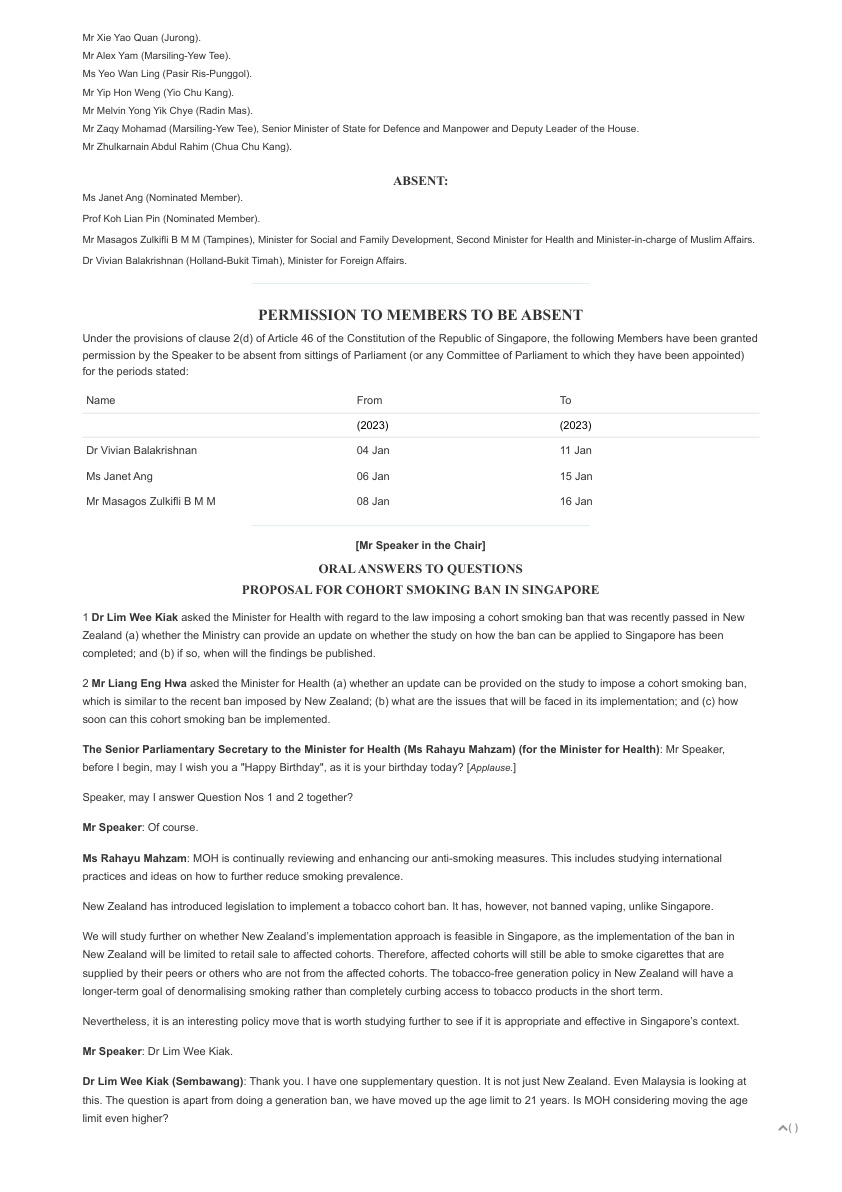 Mr Xie Yao Quan (Jurong).
Mr Alex Yam (Marsiling-Yew Tee).
Ms Yeo Wan Ling (Pasir Ris-Punggol).
Mr Yip Hon Weng (Yio Chu Kang).
Mr Melvin Yong Yik Chye (Radin Mas).
Mr Zaqy Mohamad (Marsiling-Yew Tee), Senior Minister of State for Defence and Manpower and Deputy Leader of the House.
Mr Zhulkarnain Abdul Rahim (Chua Chu Kang).
ABSENT:
Ms Janet Ang (Nominated Member).
Prof Koh Lian Pin (Nominated Member).
Mr Masagos Zulkifli B M M (Tampines), Minister for Social and Family Development, Second Minister for Health and Minister-in-charge of Muslim Affairs.
Dr Vivian Balakrishnan (Holland-Bukit Timah), Minister for Foreign Affairs.
PERMISSION TO MEMBERS TO BE ABSENT
Under the provisions of clause 2(d) of Article 46 of the Constitution of the Republic of Singapore, the following Members have been granted
permission by the Speaker to be absent from sittings of Parliament (or any Committee of Parliament to which they have been appointed)
for the periods stated:
Name From To
(2023) (2023)
Dr Vivian Balakrishnan 04 Jan 11 Jan
Ms Janet Ang 06 Jan 15 Jan
Mr Masagos Zulkifli B M M 08 Jan 16 Jan
[Mr Speaker in the Chair]
ORAL ANSWERS TO QUESTIONS
PROPOSAL FOR COHORT SMOKING BAN IN SINGAPORE
1 Dr Lim Wee Kiak asked the Minister for Health with regard to the law imposing a cohort smoking ban that was recently passed in New
Zealand (a) whether the Ministry can provide an update on whether the study on how the ban can be applied to Singapore has been
completed; and (b) if so, when will the findings be published.
2 Mr Liang Eng Hwa asked the Minister for Health (a) whether an update can be provided on the study to impose a cohort smoking ban,
which is similar to the recent ban imposed by New Zealand; (b) what are the issues that will be faced in its implementation; and (c) how
soon can this cohort smoking ban be implemented.
The Senior Parliamentary Secretary to the Minister for Health (Ms Rahayu Mahzam) (for the Minister for Health): Mr Speaker,
before I begin, may I wish you a "Happy Birthday", as it is your birthday today? [Applause.]
Speaker, may I answer Question Nos 1 and 2 together?
Mr Speaker: Of course.
Ms Rahayu Mahzam: MOH is continually reviewing and enhancing our anti-smoking measures. This includes studying international
practices and ideas on how to further reduce smoking prevalence.
New Zealand has introduced legislation to implement a tobacco cohort ban. It has, however, not banned vaping, unlike Singapore.
We will study further on whether New Zealand's implementation approach is feasible in Singapore, as the implementation of the ban in
New Zealand will be limited to retail sale to affected cohorts. Therefore, affected cohorts will still be able to smoke cigarettes that are
supplied by their peers or others who are not from the affected cohorts. The tobacco-free generation policy in New Zealand will have a
longer-term goal of denormalising smoking rather than completely curbing access to tobacco products in the short term.
Nevertheless, it is an interesting policy move that is worth studying further to see if it is appropriate and effective in Singapore's context.
Mr Speaker: Dr Lim Wee Kiak.
Dr Lim Wee Kiak (Sembawang): Thank you. I have one supplementary question. It is not just New Zealand. Even Malaysia is looking at
this. The question is apart from doing a generation ban, we have moved up the age limit to 21 years. Is MOH considering moving the age
limit even higher?
( )